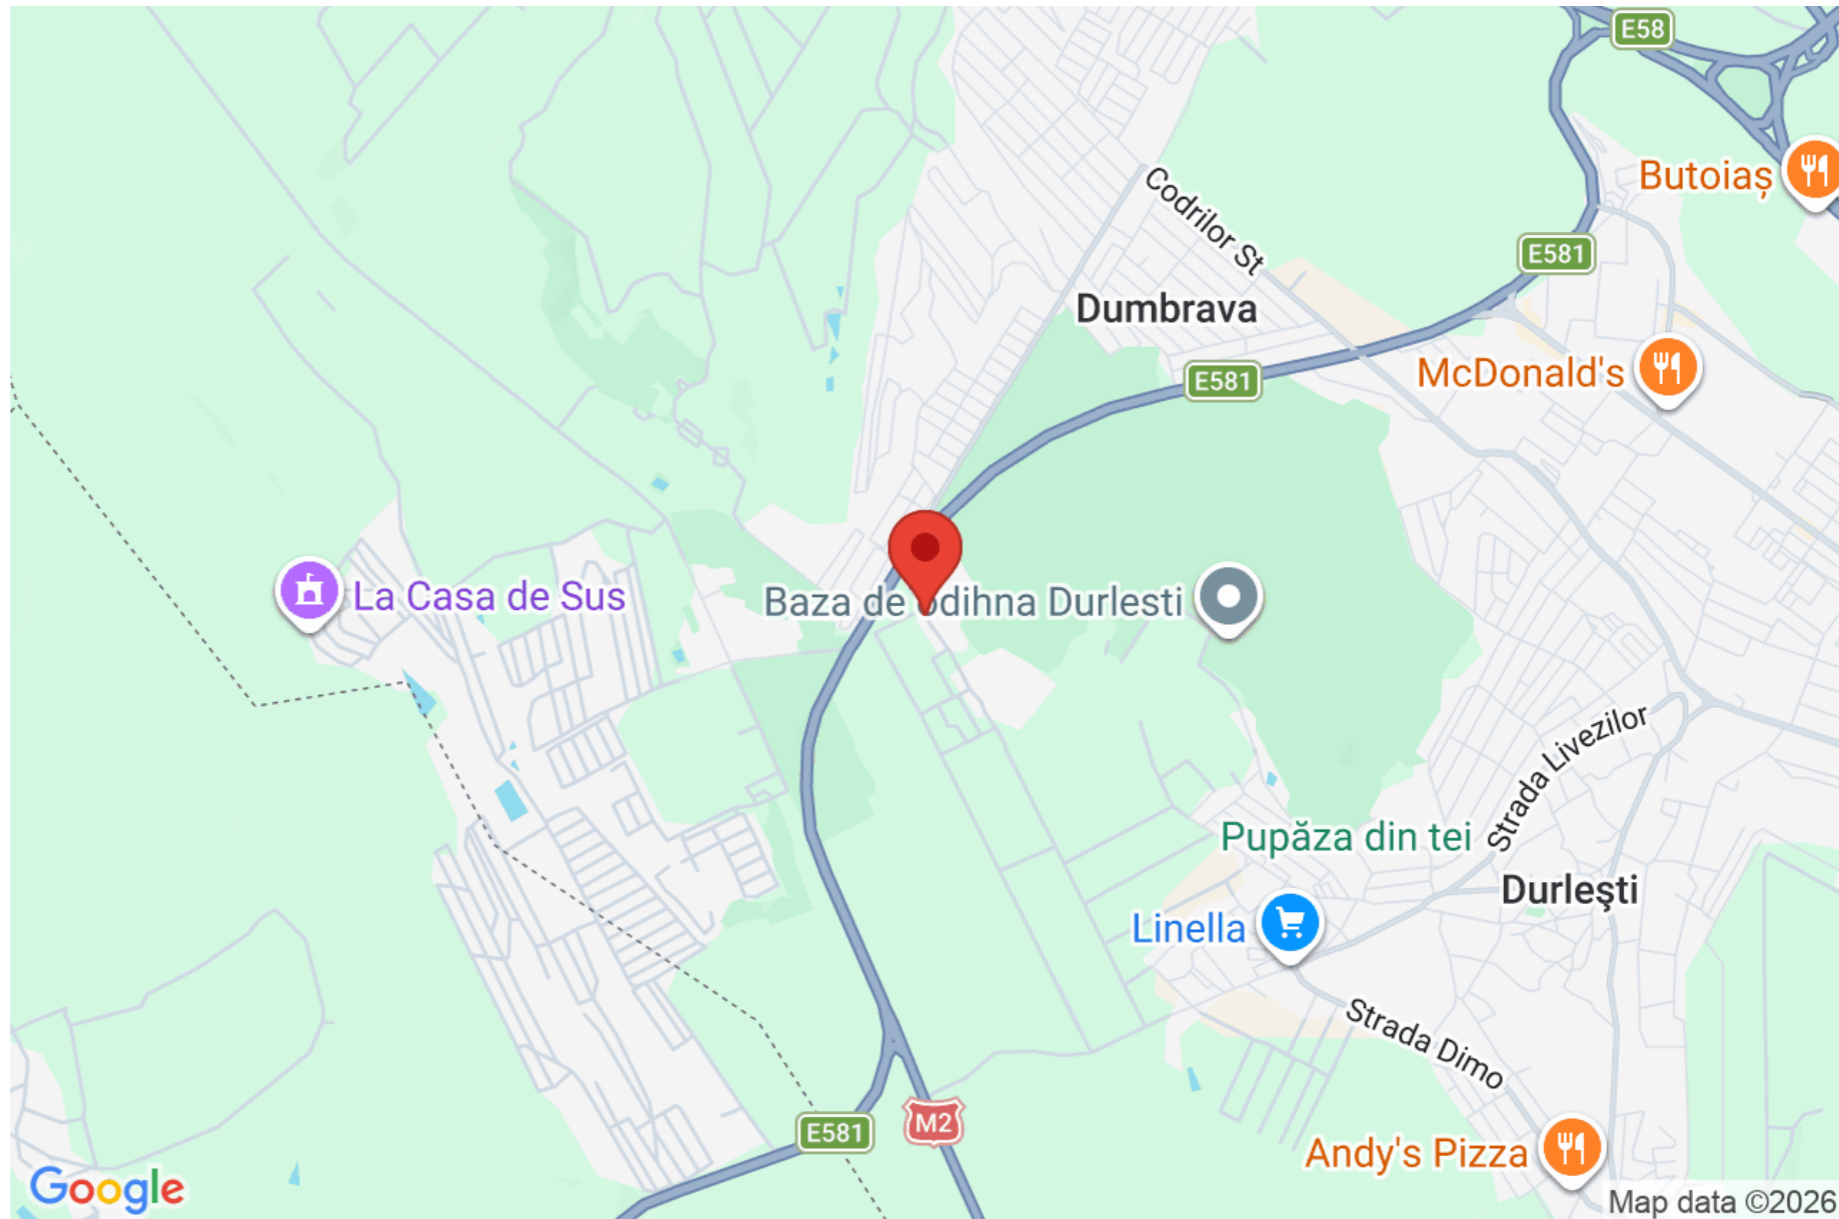 E58
Butoiaș
Codrilor St
E581
Dumbrava
E581
McDonald's
La Casa de Sus
Baza de odihna Durlesti
Strada Livezilor
Pupăza din tei
Durleşti
Linella
Strada Dimo
E581
M2
Andy's Pizza
Google
Map data ©2026